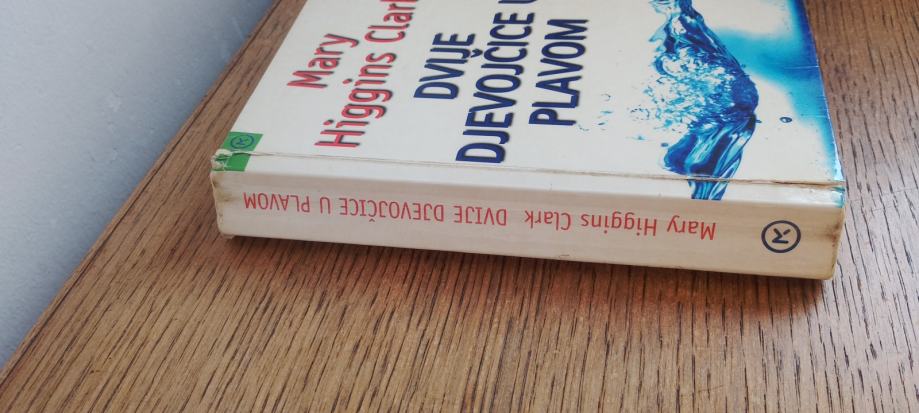 Mary
Higgins Clark
DVIJE
DJEVOJČICE U
PLAVOM
Mary Higgins Clark DVIJE DJEVOJČICE U PLAVOM